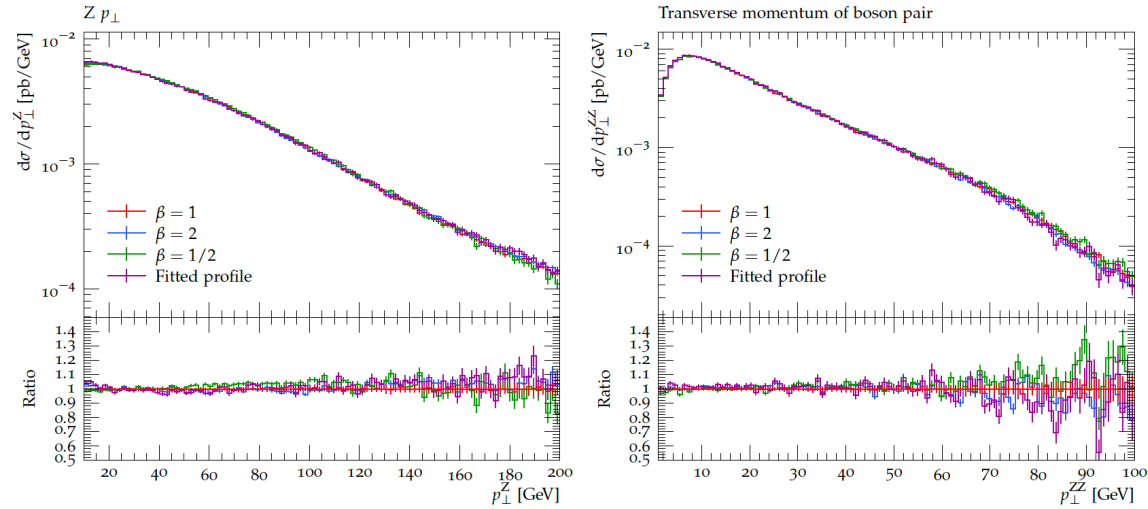 Z p⊥
10⁻²
10⁻³
10⁻⁴
dσ/dp⊥^Z [pb/GeV]
β = 1
β = 2
β = 1/2
Fitted profile
1.4
1.3
1.2
1.1
1
0.9
0.8
0.7
0.6
0.5
Ratio
20 40 60 80 100 120 140 160 180 200
p⊥^Z [GeV]
Transverse momentum of boson pair
10⁻²
10⁻³
10⁻⁴
dσ/dp⊥^ZZ [pb/GeV]
β = 1
β = 2
β = 1/2
Fitted profile
1.4
1.3
1.2
1.1
1
0.9
0.8
0.7
0.6
0.5
Ratio
10 20 30 40 50 60 70 80 90 100
p⊥^ZZ [GeV]